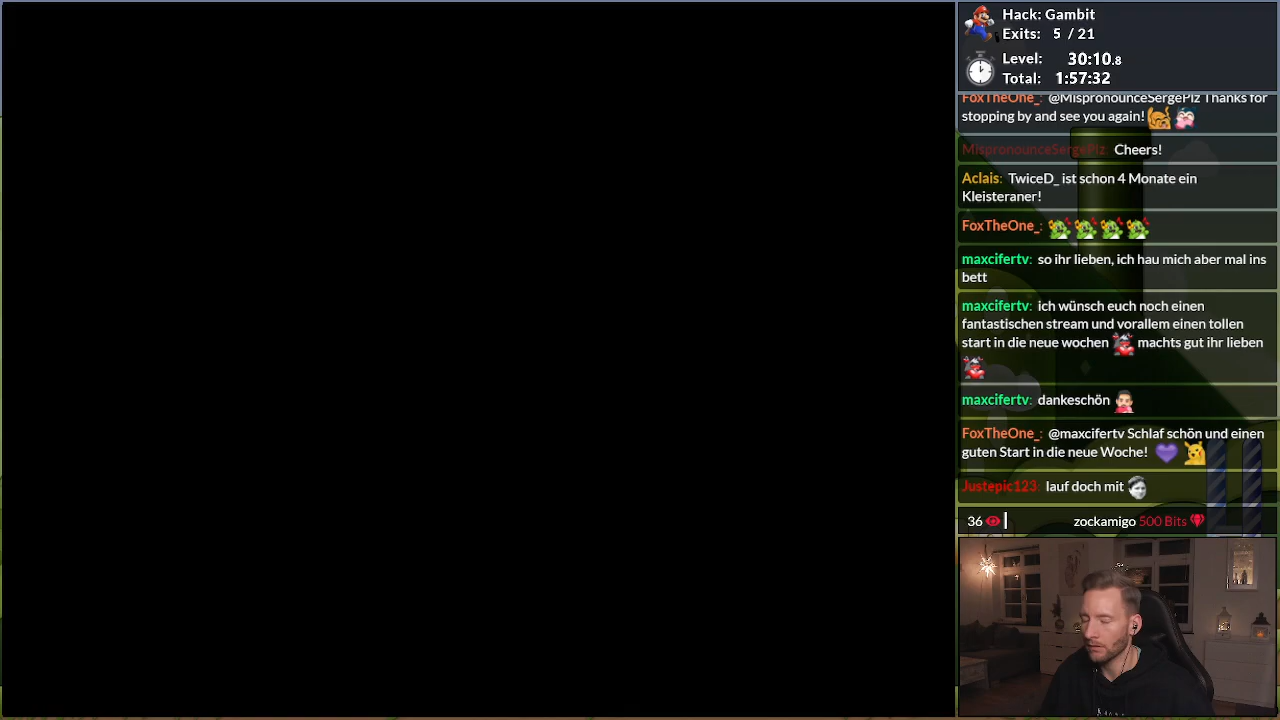 Hack: Gambit
Exits: 5 / 21
Level: 30:10.8
Total: 1:57:32
FoxTheOne_: @MispronounceSergePlz Thanks for
stopping by and see you again!
MispronounceSergePlz: Cheers!
Aclais: TwiceD_ ist schon 4 Monate ein
Kleisteraner!
FoxTheOne_:
maxcifertv: so ihr lieben, ich hau mich aber mal ins
bett
maxcifertv: ich wünsch euch noch einen
fantastischen stream und vorallem einen tollen
start in die neue wochen machts gut ihr lieben
maxcifertv: dankeschön
FoxTheOne_: @maxcifertv Schlaf schön und einen
guten Start in die neue Woche!
Justepic123: lauf doch mit
36 zockamigo 500 Bits